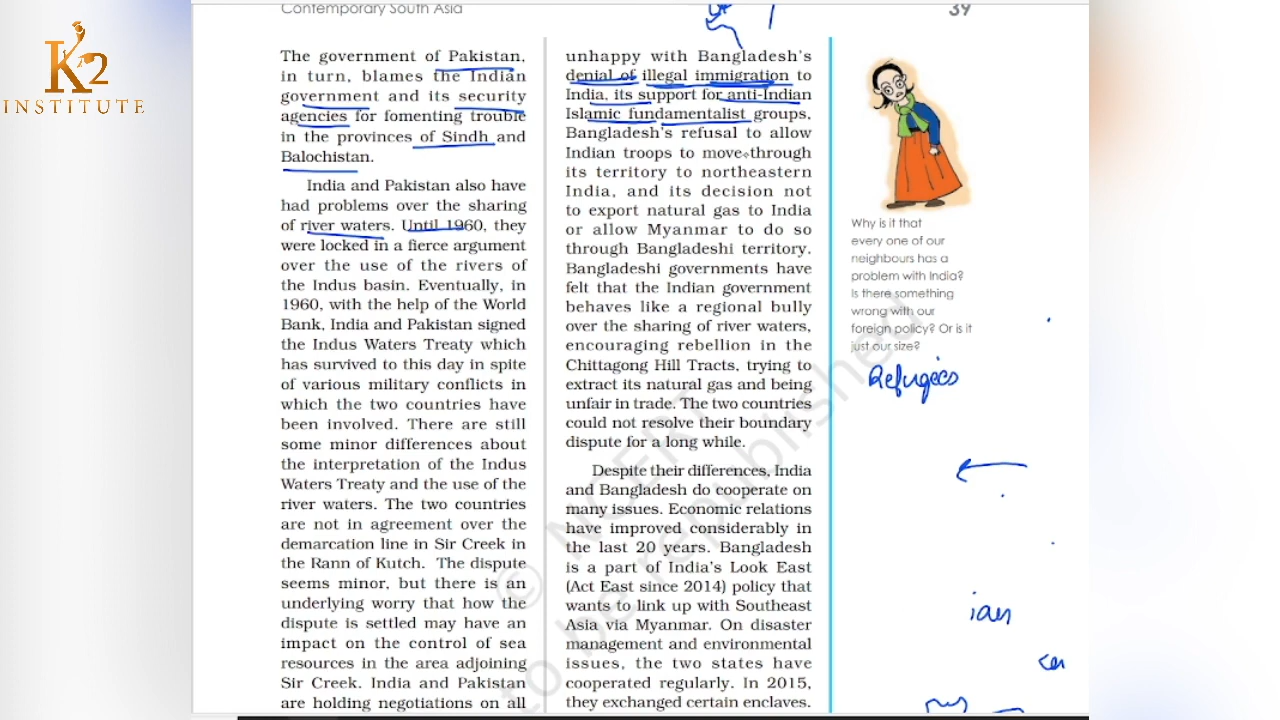 K2
INSTITUTE
Contemporary South Asia
39
The government of Pakistan,
in turn, blames the Indian
government and its security
agencies for fomenting trouble
in the provinces of Sindh and
Balochistan.
India and Pakistan also have
had problems over the sharing
of river waters. Until 1960, they
were locked in a fierce argument
over the use of the rivers of
the Indus basin. Eventually, in
1960, with the help of the World
Bank, India and Pakistan signed
the Indus Waters Treaty which
has survived to this day in spite
of various military conflicts in
which the two countries have
been involved. There are still
some minor differences about
the interpretation of the Indus
Waters Treaty and the use of the
river waters. The two countries
are not in agreement over the
demarcation line in Sir Creek in
the Rann of Kutch. The dispute
seems minor, but there is an
underlying worry that how the
dispute is settled may have an
impact on the control of sea
resources in the area adjoining
Sir Creek. India and Pakistan
are holding negotiations on all
unhappy with Bangladesh's
denial of illegal immigration to
India, its support for anti-Indian
Islamic fundamentalist groups,
Bangladesh's refusal to allow
Indian troops to move through
its territory to northeastern
India, and its decision not
to export natural gas to India
or allow Myanmar to do so
through Bangladeshi territory.
Bangladeshi governments have
felt that the Indian government
behaves like a regional bully
over the sharing of river waters,
encouraging rebellion in the
Chittagong Hill Tracts, trying to
extract its natural gas and being
unfair in trade. The two countries
could not resolve their boundary
dispute for a long while.
Despite their differences, India
and Bangladesh do cooperate on
many issues. Economic relations
have improved considerably in
the last 20 years. Bangladesh
is a part of India's Look East
(Act East since 2014) policy that
wants to link up with Southeast
Asia via Myanmar. On disaster
management and environmental
issues, the two states have
cooperated regularly. In 2015,
they exchanged certain enclaves.
Why is it that
every one of our
neighbours has a
problem with India?
Is there something
wrong with our
foreign policy? Or is it
just our size?
Refugees
ian
© NCERT
to be republished